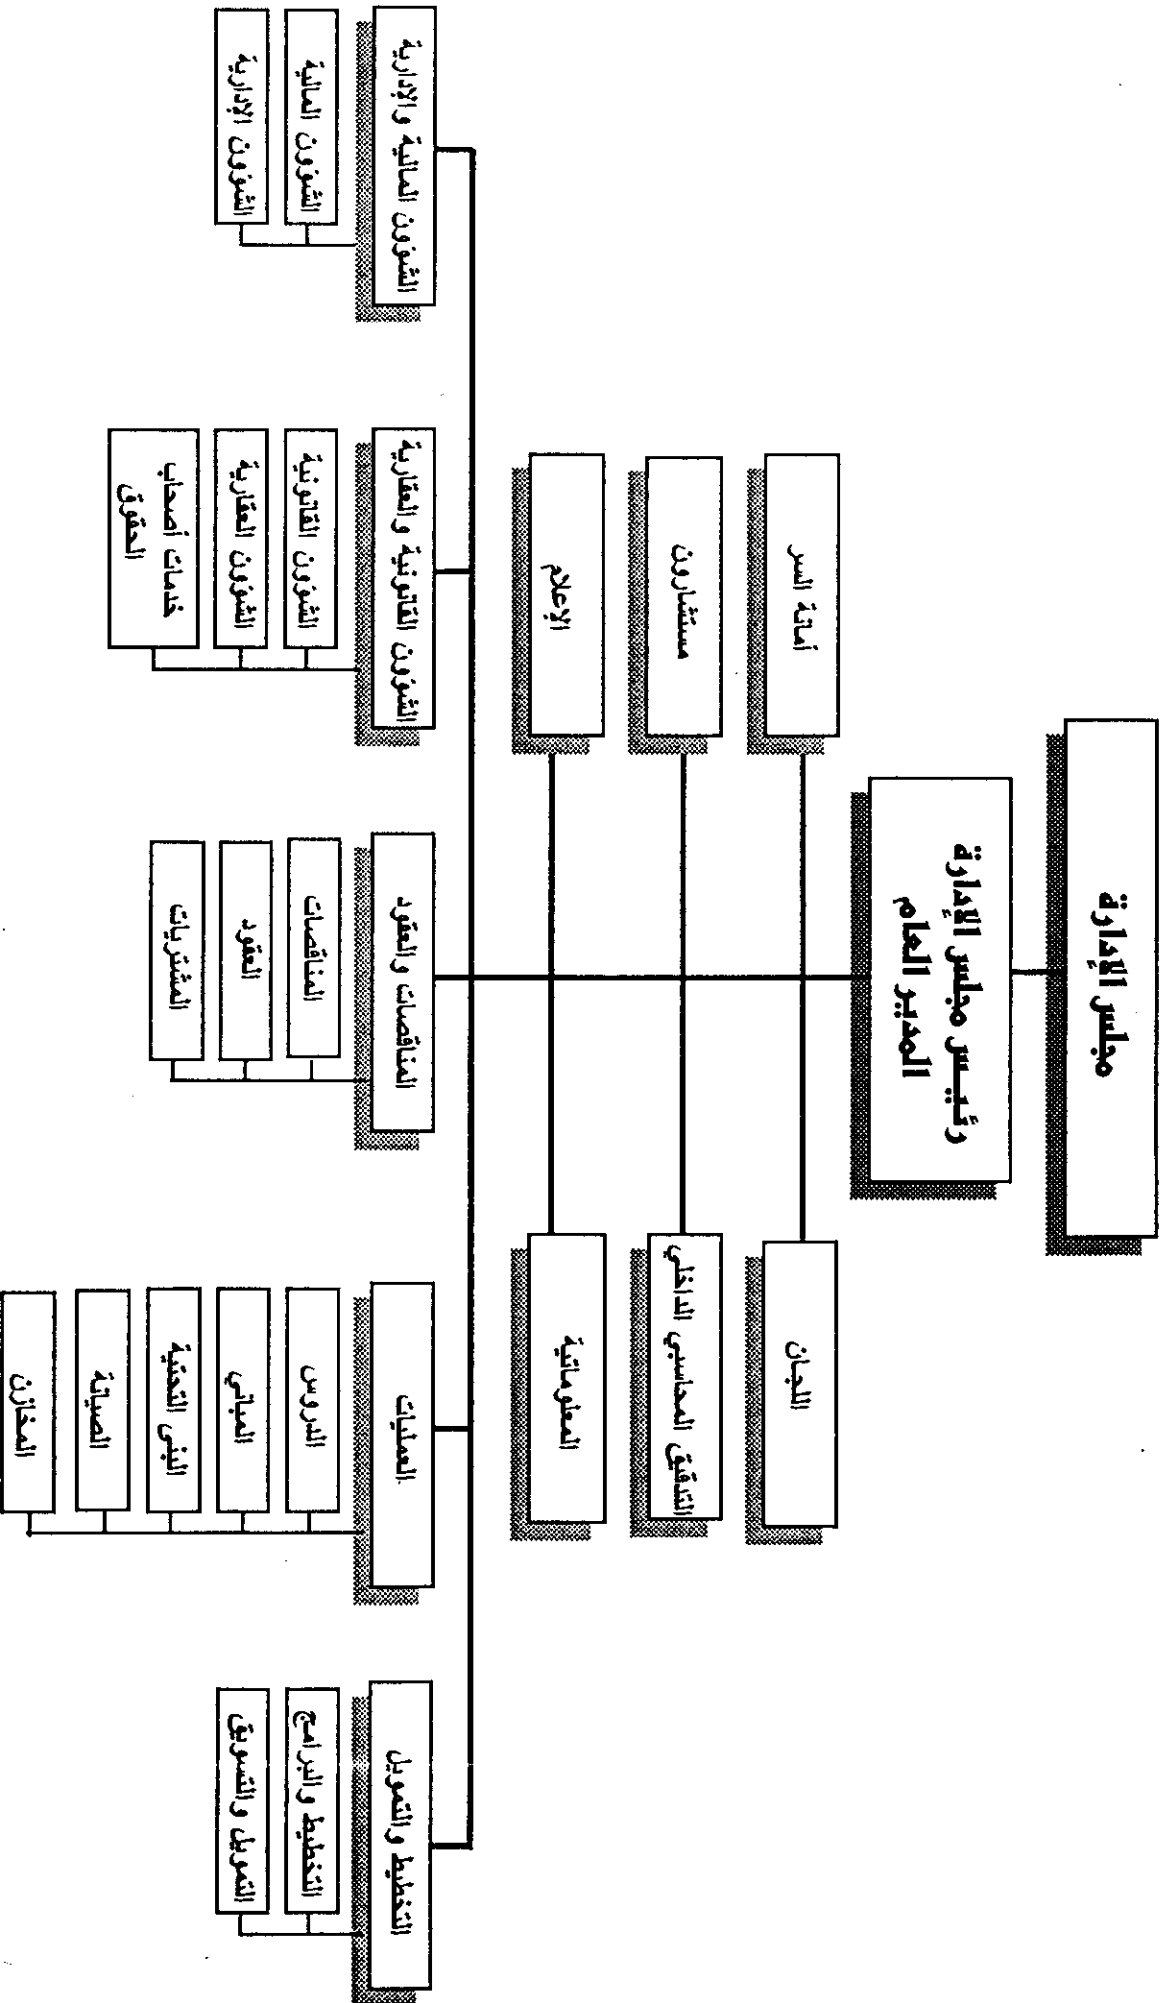 مجلس الإدارة
رئيس مجلس الإدارة
المدير العام
اللجان
أمانة السر
التدقيق المحاسبي الداخلي
مستشارون
المعلوماتية
الإعلام
التخطيط والتمويل
التخطيط والبرامج
التمويل والتسويق
العمليات
الدروس
المباني
البنى التحتية
الصيانة
المخازن
المناقصات والعقود
المناقصات
العقود
المشتريات
الشؤون القانونية والعقارية
الشؤون القانونية
الشؤون العقارية
خدمات أصحاب
الحقوق
الشؤون المالية والإدارية
الشؤون المالية
الشؤون الإدارية